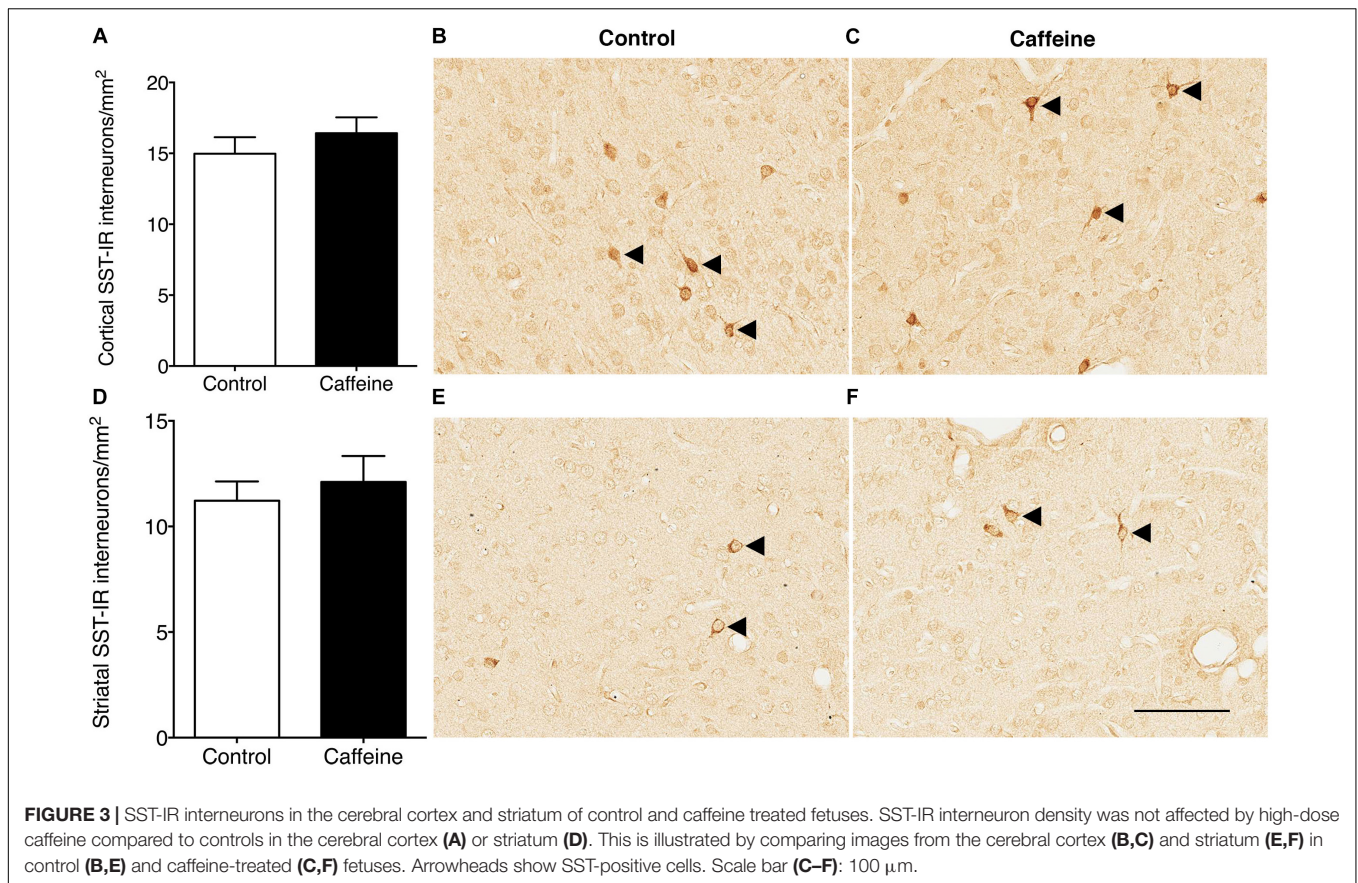 A
B
Control
C
Caffeine
Cortical SST-IR interneurons/mm²
20
15
10
5
0
Control
Caffeine
D
E
F
Striatal SST-IR interneurons/mm²
15
10
5
0
Control
Caffeine
FIGURE 3 | SST-IR interneurons in the cerebral cortex and striatum of control and caffeine treated fetuses. SST-IR interneuron density was not affected by high-dose
caffeine compared to controls in the cerebral cortex (A) or striatum (D). This is illustrated by comparing images from the cerebral cortex (B,C) and striatum (E,F) in
control (B,E) and caffeine-treated (C,F) fetuses. Arrowheads show SST-positive cells. Scale bar (C–F): 100 μm.